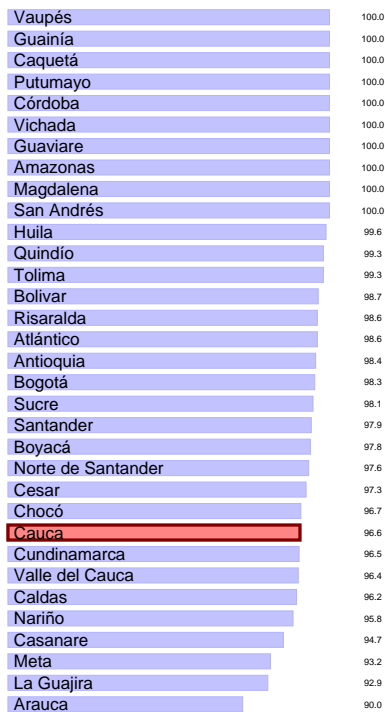 Vaupés 100.0
Guainía 100.0
Caquetá 100.0
Putumayo 100.0
Córdoba 100.0
Vichada 100.0
Guaviare 100.0
Amazonas 100.0
Magdalena 100.0
San Andrés 100.0
Huila 99.6
Quindío 99.3
Tolima 99.3
Bolivar 98.7
Risaralda 98.6
Atlántico 98.6
Antioquia 98.4
Bogotá 98.3
Sucre 98.1
Santander 97.9
Boyacá 97.8
Norte de Santander 97.6
Cesar 97.3
Chocó 96.7
Cauca 96.6
Cundinamarca 96.5
Valle del Cauca 96.4
Caldas 96.2
Nariño 95.8
Casanare 94.7
Meta 93.2
La Guajira 92.9
Arauca 90.0